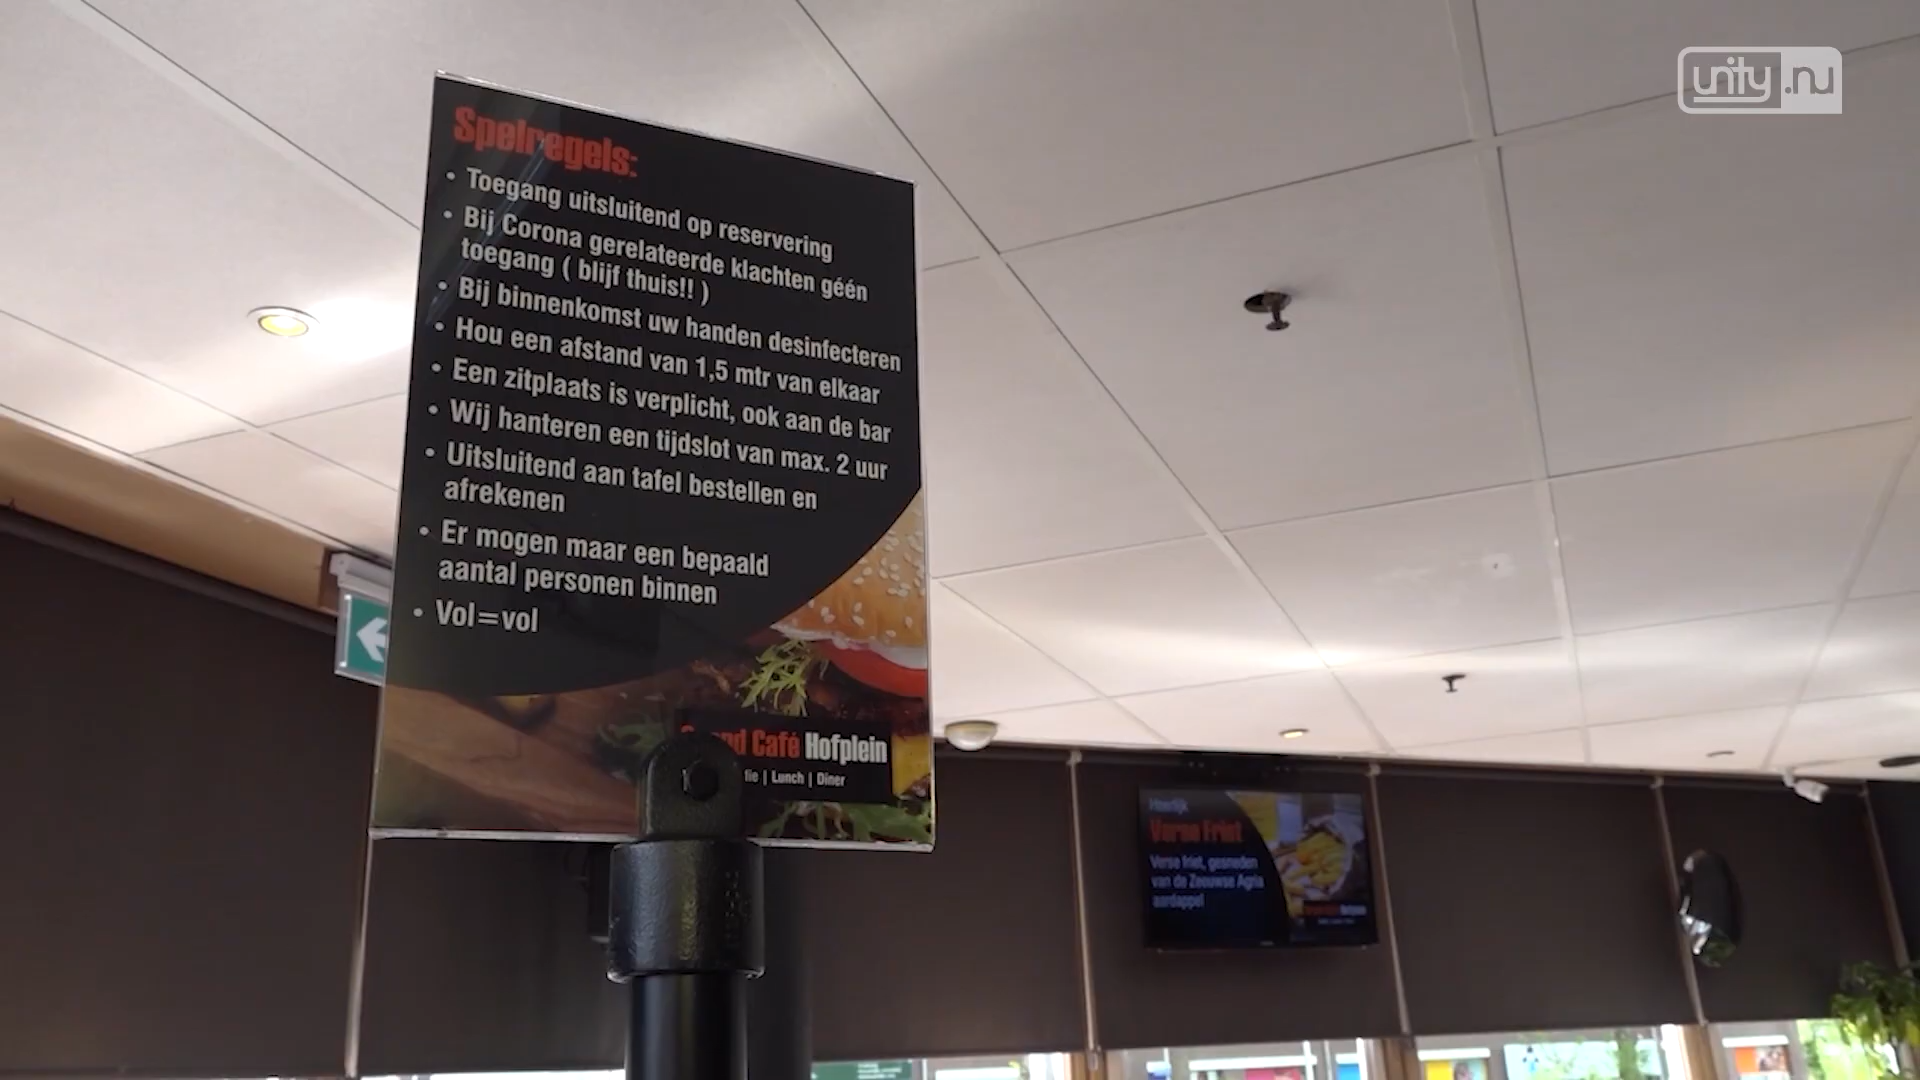 unity.nu
Spelregels:
• Toegang uitsluitend op reservering
• Bij Corona gerelateerde klachten géén
toegang ( blijf thuis!! )
• Bij binnenkomst uw handen desinfecteren
• Hou een afstand van 1,5 mtr van elkaar
• Een zitplaats is verplicht, ook aan de bar
• Wij hanteren een tijdslot van max. 2 uur
• Uitsluitend aan tafel bestellen en
afrekenen
• Er mogen maar een bepaald
aantal personen binnen
• Vol=vol
Café Hofplein
| Lunch | Diner
Heerlijk
Verse Friet
Verse friet, gesneden
van de Zeeuwse Agria
aardappel